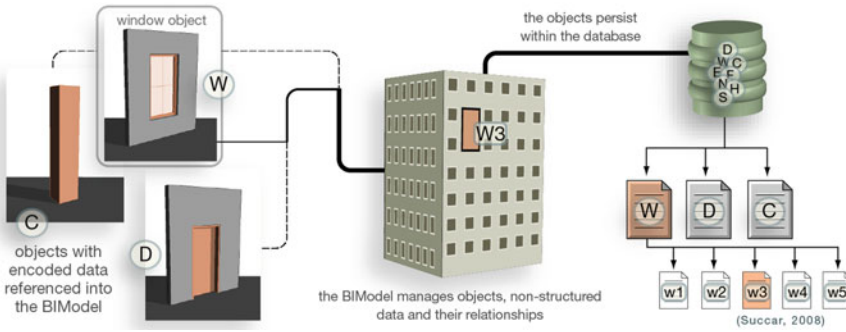 window object
W
C
D
objects with
encoded data
referenced into
the BIModel
W3
the BIModel manages objects, non-structured
data and their relationships
the objects persist
within the database
D
W C
E F
N H
S
W
D
C
w1
w2
w3
w4
w5
(Succar, 2008)